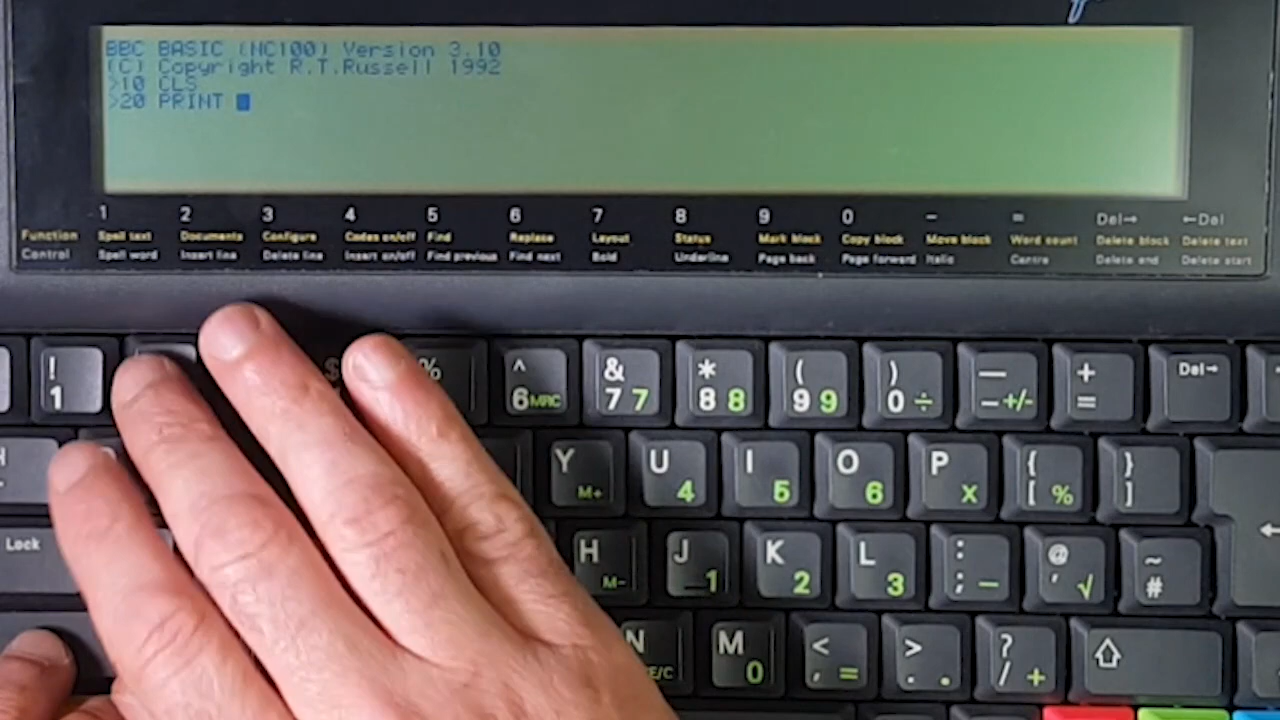 BBC BASIC (NC100) Version 3.10
(C) Copyright R.T.Russell 1992
>10 CLS
>20 PRINT
1 2 3 4 5 6 7 8 9 0 - = Del→ ←Del
Function Spell text Documents Configure Codes on/off Find Replace Layout Status Mark block Copy block Move block Word count Delete block Delete text
Control Spell word Insert line Delete line Insert on/off Find previous Find next Bold Underline Page back Page forward Italic Centre Delete end Delete start
! $ % ^ & * ( ) — + Del→
1 6 MRC 7 7 8 8 9 9 0 ÷ - +/- =
Y U I O P { }
M+ 4 5 6 x [ % ]
Lock H J K L : @ ~
M- 1 2 3 ; − ' √ #
N M < > ? ⇧
E/C 0 , = . . / +